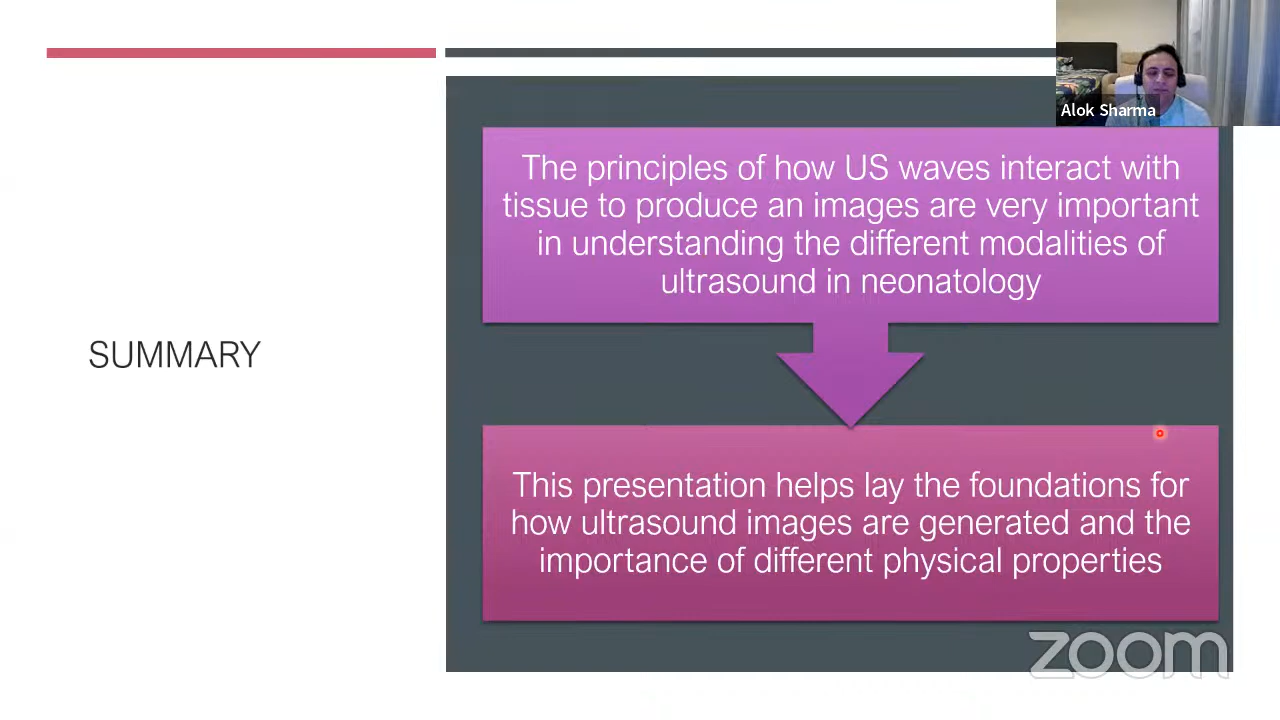 Alok Sharma
The principles of how US waves interact with
tissue to produce an images are very important
in understanding the different modalities of
ultrasound in neonatology
SUMMARY
This presentation helps lay the foundations for
how ultrasound images are generated and the
importance of different physical properties
zoom